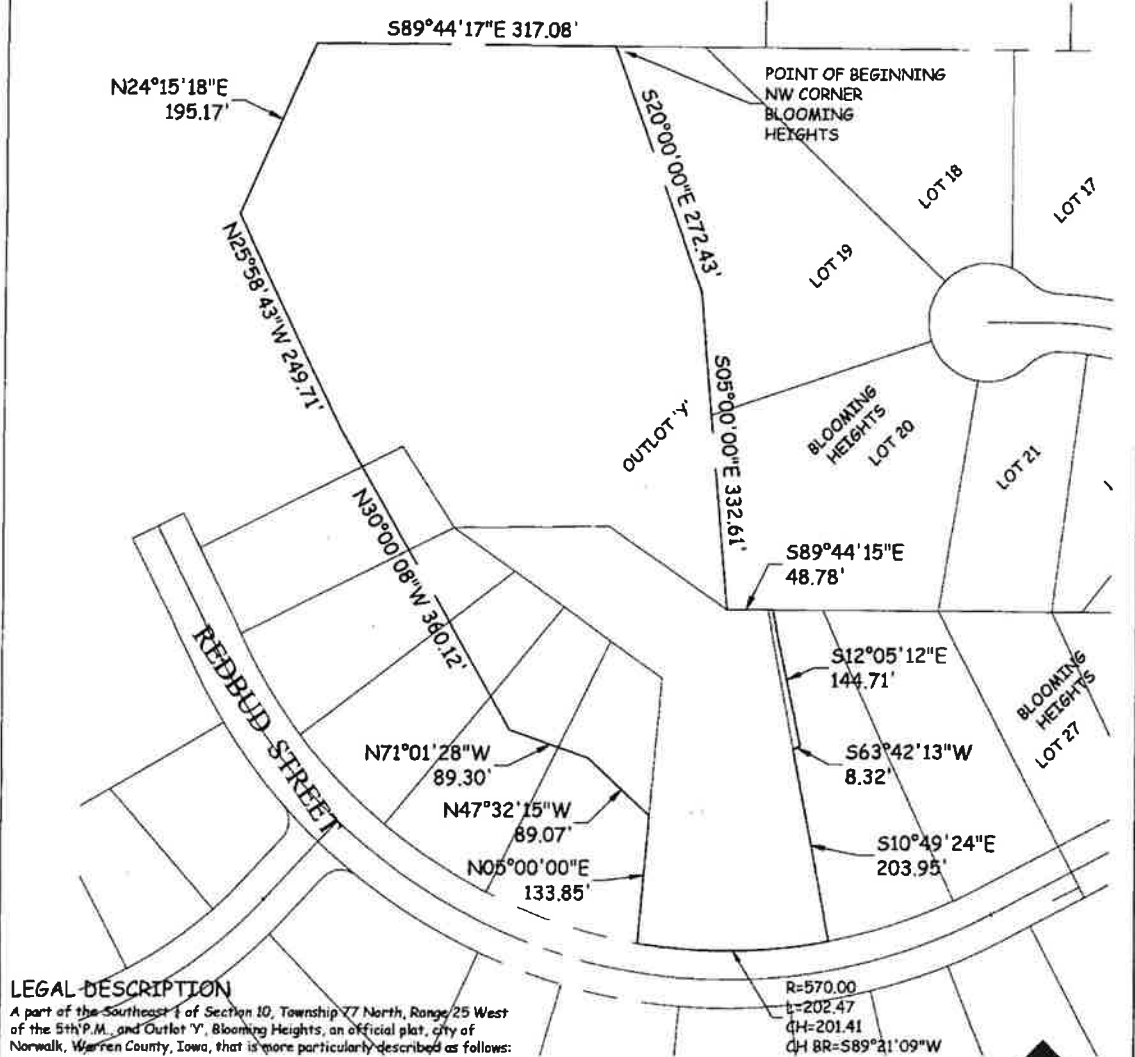 S89°44'17"E 317.08'
N24°15'18"E
195.17'
POINT OF BEGINNING
NW CORNER
BLOOMING
HEIGHTS
S20°00'00"E 272.43'
LOT 18
LOT 17
LOT 19
N25°58'43"W 249.71'
OUTLOT 'Y'
S05°00'00"E 332.61'
BLOOMING
HEIGHTS
LOT 20
LOT 21
N30°00'08"W 360.12'
S89°44'15"E
48.78'
REDBUD STREET
S12°05'12"E
144.71'
BLOOMING
HEIGHTS
LOT 27
N71°01'28"W
89.30'
S63°42'13"W
8.32'
N47°32'15"W
89.07'
S10°49'24"E
203.95'
N05°00'00"E
133.85'
R=570.00
L=202.47
CH=201.41
CH BR=S89°21'09"W
LEGAL DESCRIPTION
A part of the Southeast ¼ of Section 10, Township 77 North, Range 25 West
of the 5th P.M., and Outlot 'Y', Blooming Heights, an official plat, city of
Norwalk, Warren County, Iowa, that is more particularly described as follows: